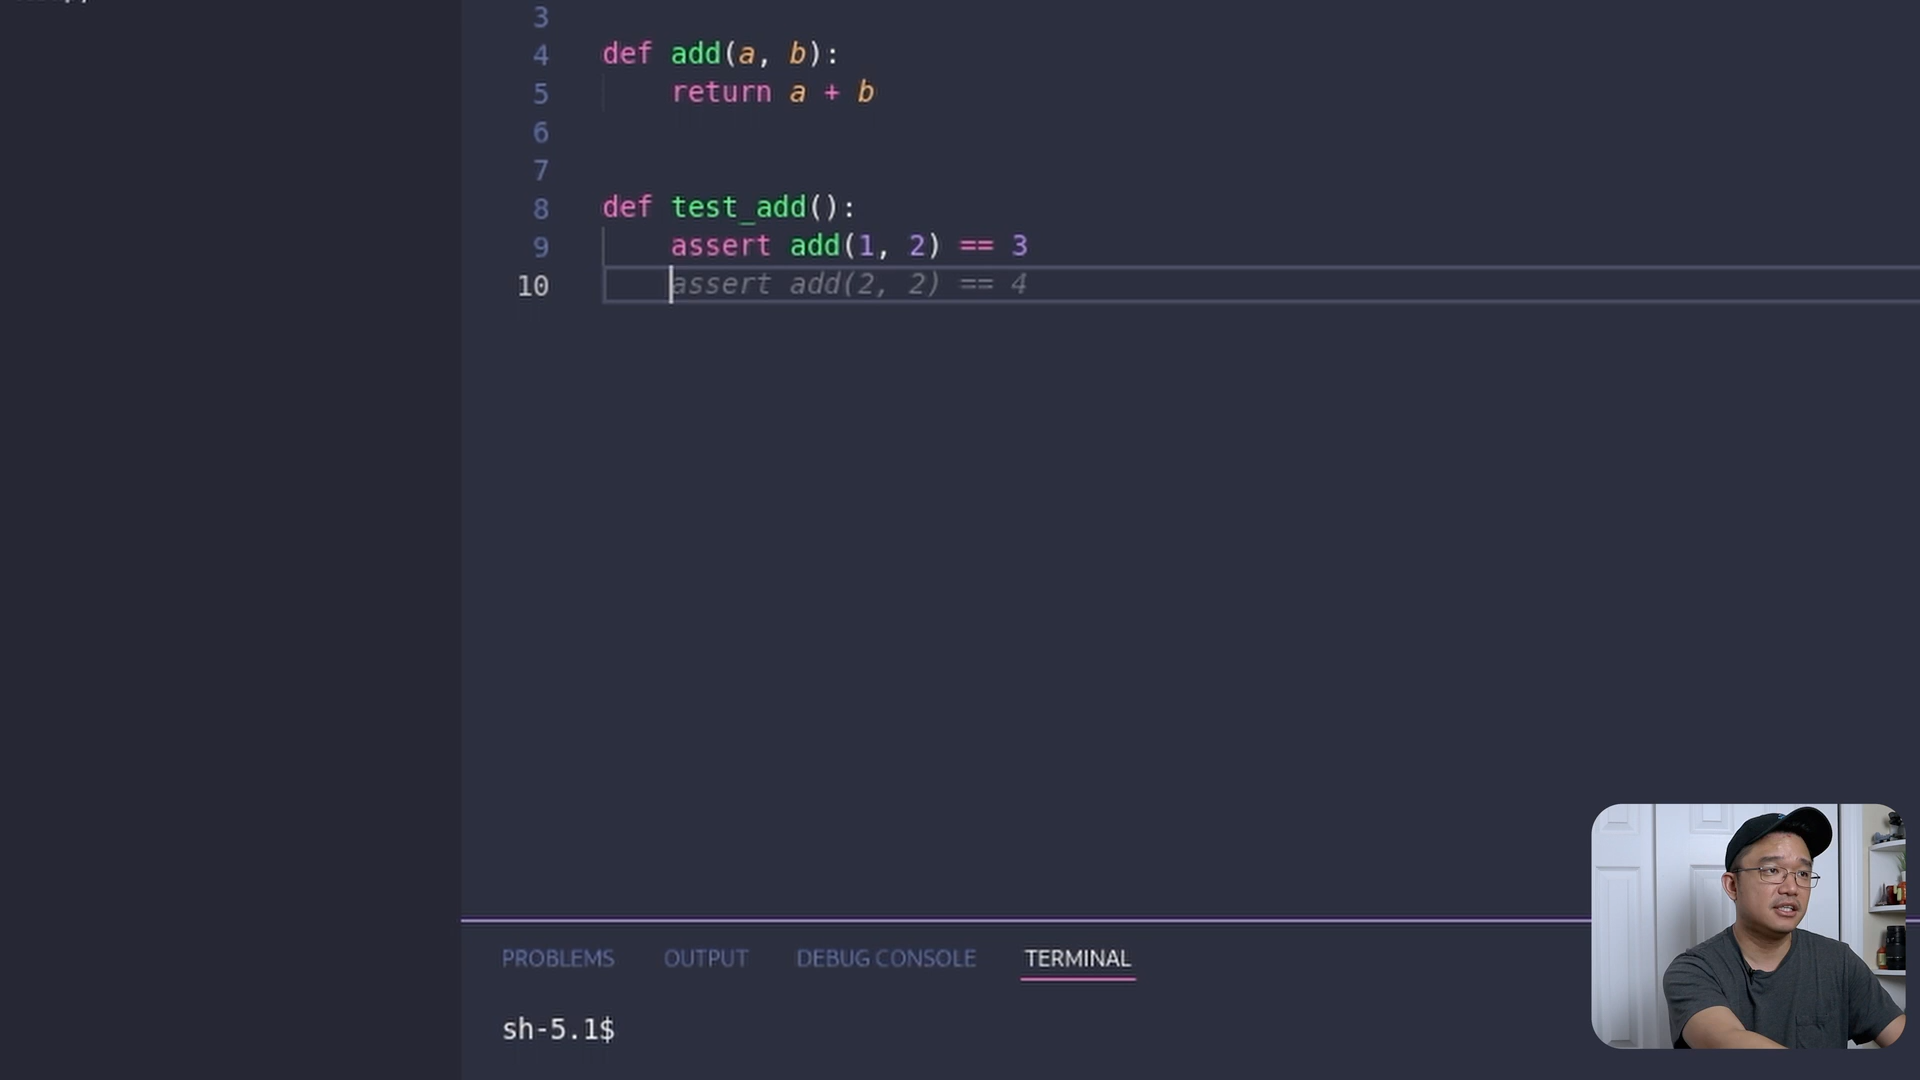 3
4 def add(a, b):
5 return a + b
6
7
8 def test_add():
9 assert add(1, 2) == 3
10 assert add(2, 2) == 4
PROBLEMS OUTPUT DEBUG CONSOLE TERMINAL
sh-5.1$